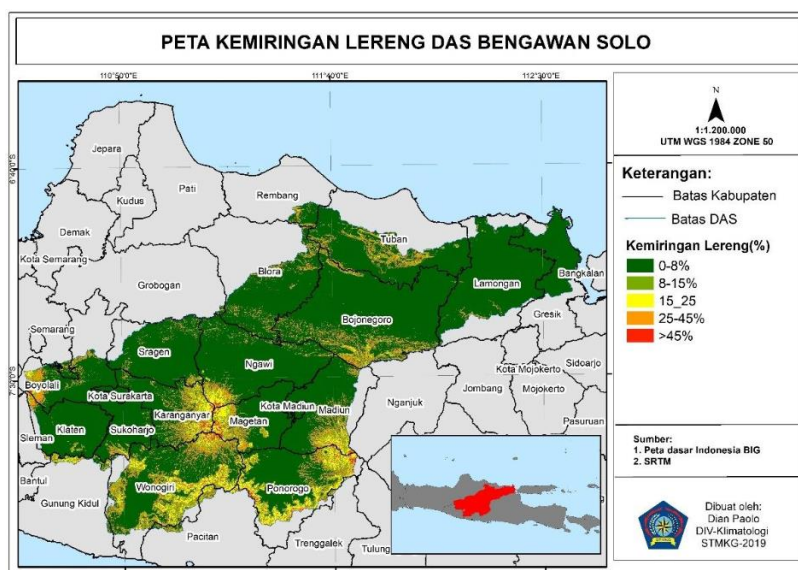 PETA KEMIRINGAN LERENG DAS BENGAWAN SOLO
110°50'0"E
111°40'0"E
112°30'0"E
6°40'0"S
7°30'0"S
Jepara
Kudus
Pati
Rembang
Demak
Kota Semarang
Grobogan
Blora
Tuban
Lamongan
Bangkalan
Bojonegoro
Gresik
Semarang
Sragen
Ngawi
Sidoarjo
Kota Mojokerto
Boyolali
Kota Surakarta
Jombang
Mojokerto
Nganjuk
Karanganyar
Kota Madiun
Madiun
Magetan
Pasuruan
Klaten
Sukoharjo
Sleman
Bantul
Wonogiri
Ponorogo
Gunung Kidul
Pacitan
Trenggalek
Tulung
N
1:1.200.000
UTM WGS 1984 ZONE 50
Keterangan:
Batas Kabupaten
Batas DAS
Kemiringan Lereng(%)
0-8%
8-15%
15_25
25-45%
>45%
Sumber:
1. Peta dasar Indonesia BIG
2. SRTM
Dibuat oleh:
Dian Paolo
DIV-Klimatologi
STMKG-2019